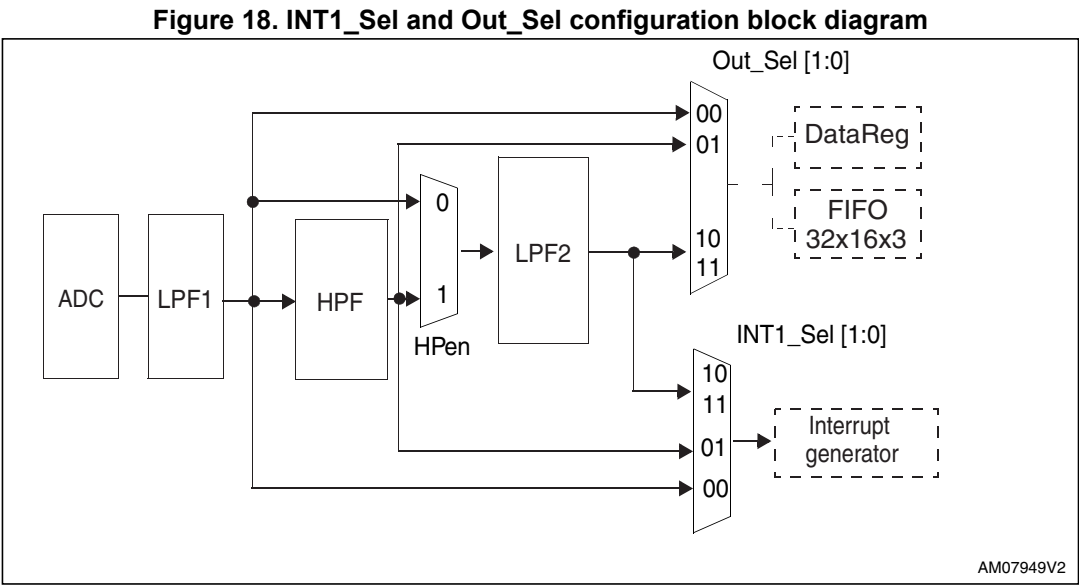 Figure 18. INT1_Sel and Out_Sel configuration block diagram
Out_Sel [1:0]
00
01
DataReg
0
FIFO
32x16x3
10
11
ADC
LPF1
HPF
1
LPF2
HPen
INT1_Sel [1:0]
10
11
01
00
Interrupt
generator
AM07949V2